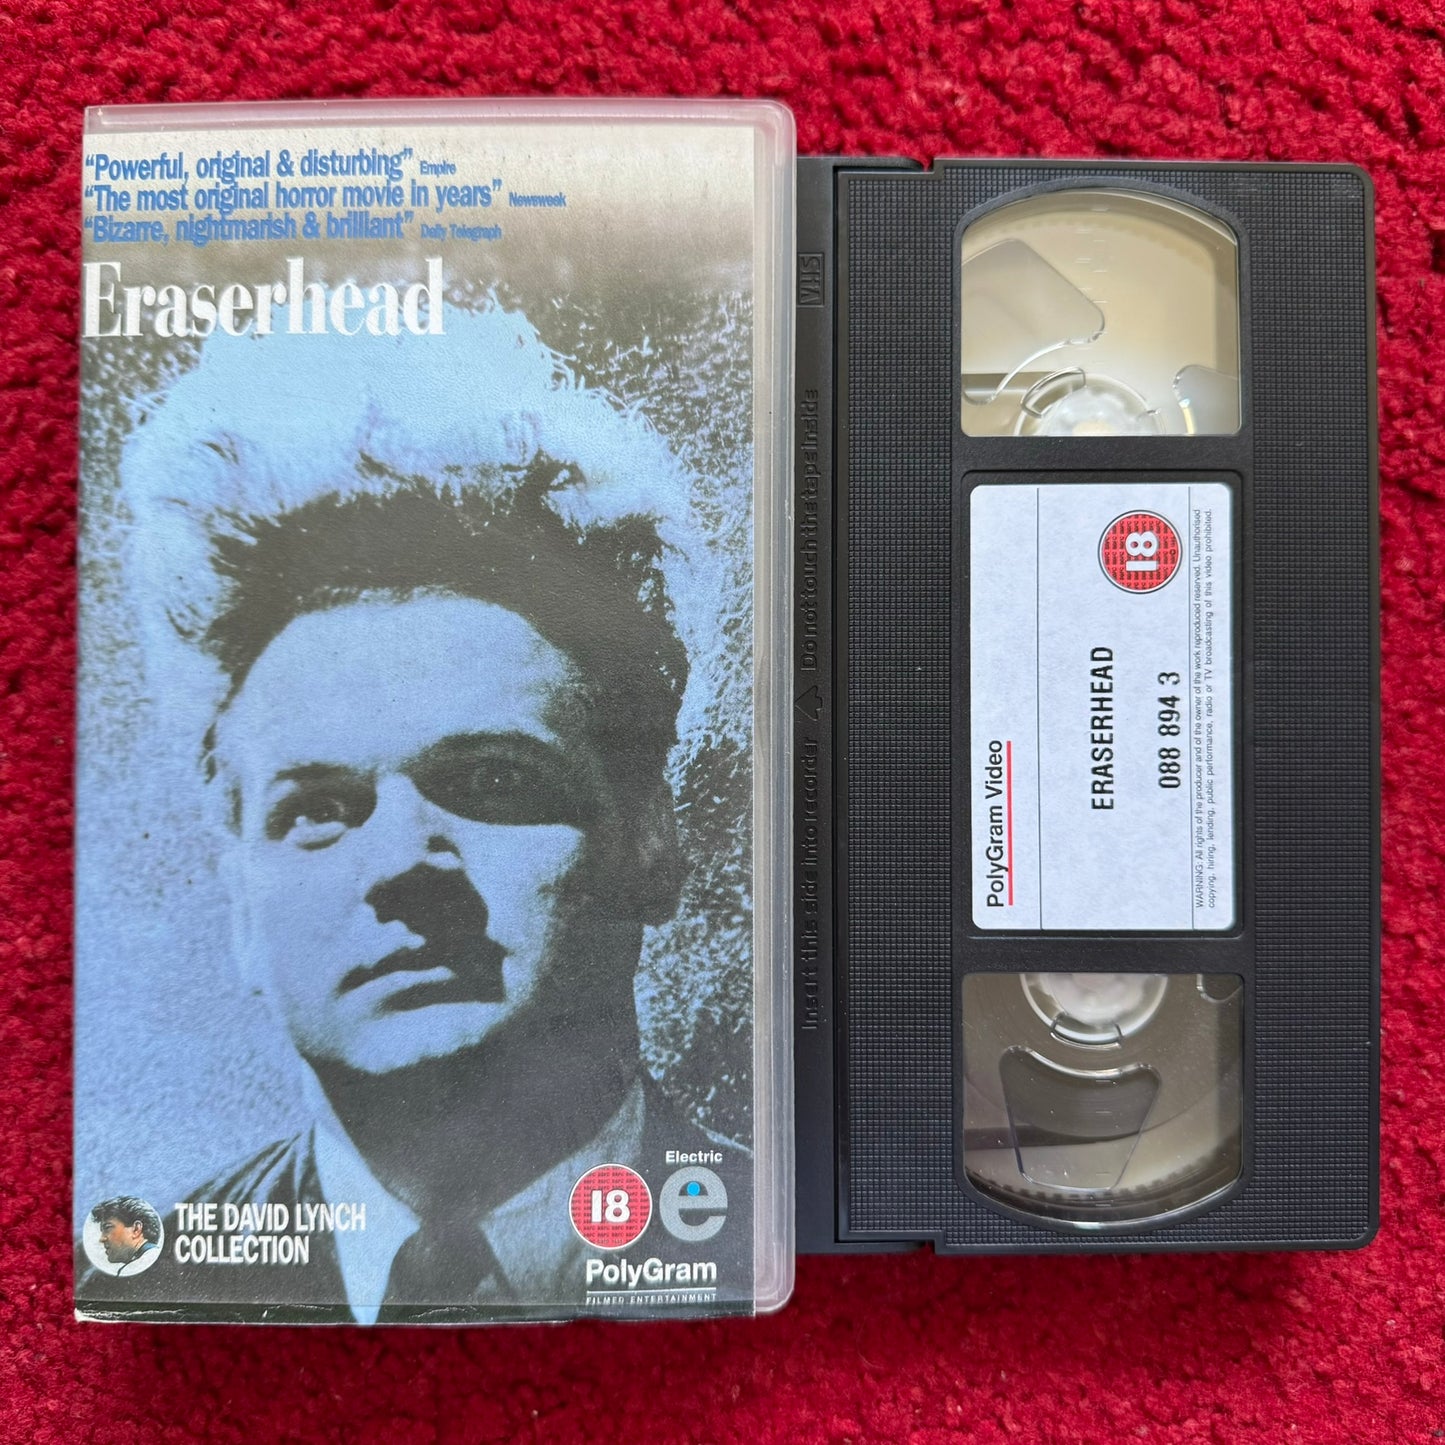 “Powerful, original & disturbing” Empire
“The most original horror movie in years” Newsweek
“Bizarre, nightmarish & brilliant” Daily Telegraph
Eraserhead
THE DAVID LYNCH
COLLECTION
18
Electric
e
PolyGram
FILMED ENTERTAINMENT
VHS
Insert this side into recorder Do not touch the tape inside
PolyGram Video
18
ERASERHEAD
088 894 3
WARNING: All rights of the producer and of the owner of the work reproduced reserved. Unauthorised
copying, hiring, lending, public performance, radio or TV broadcasting of this video prohibited.